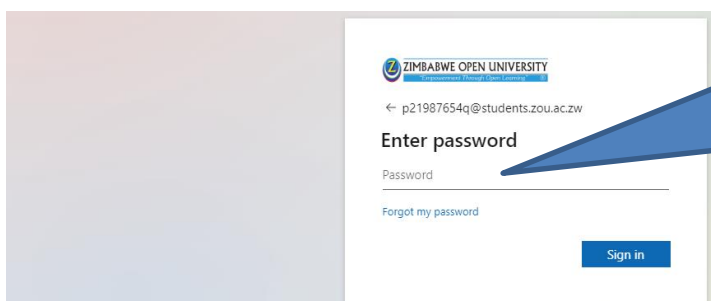 ZIMBABWE OPEN UNIVERSITY
"Empowerment Through Open Learning"
← p21987654q@students.zou.ac.zw
Enter password
Password
Forgot my password
Sign in